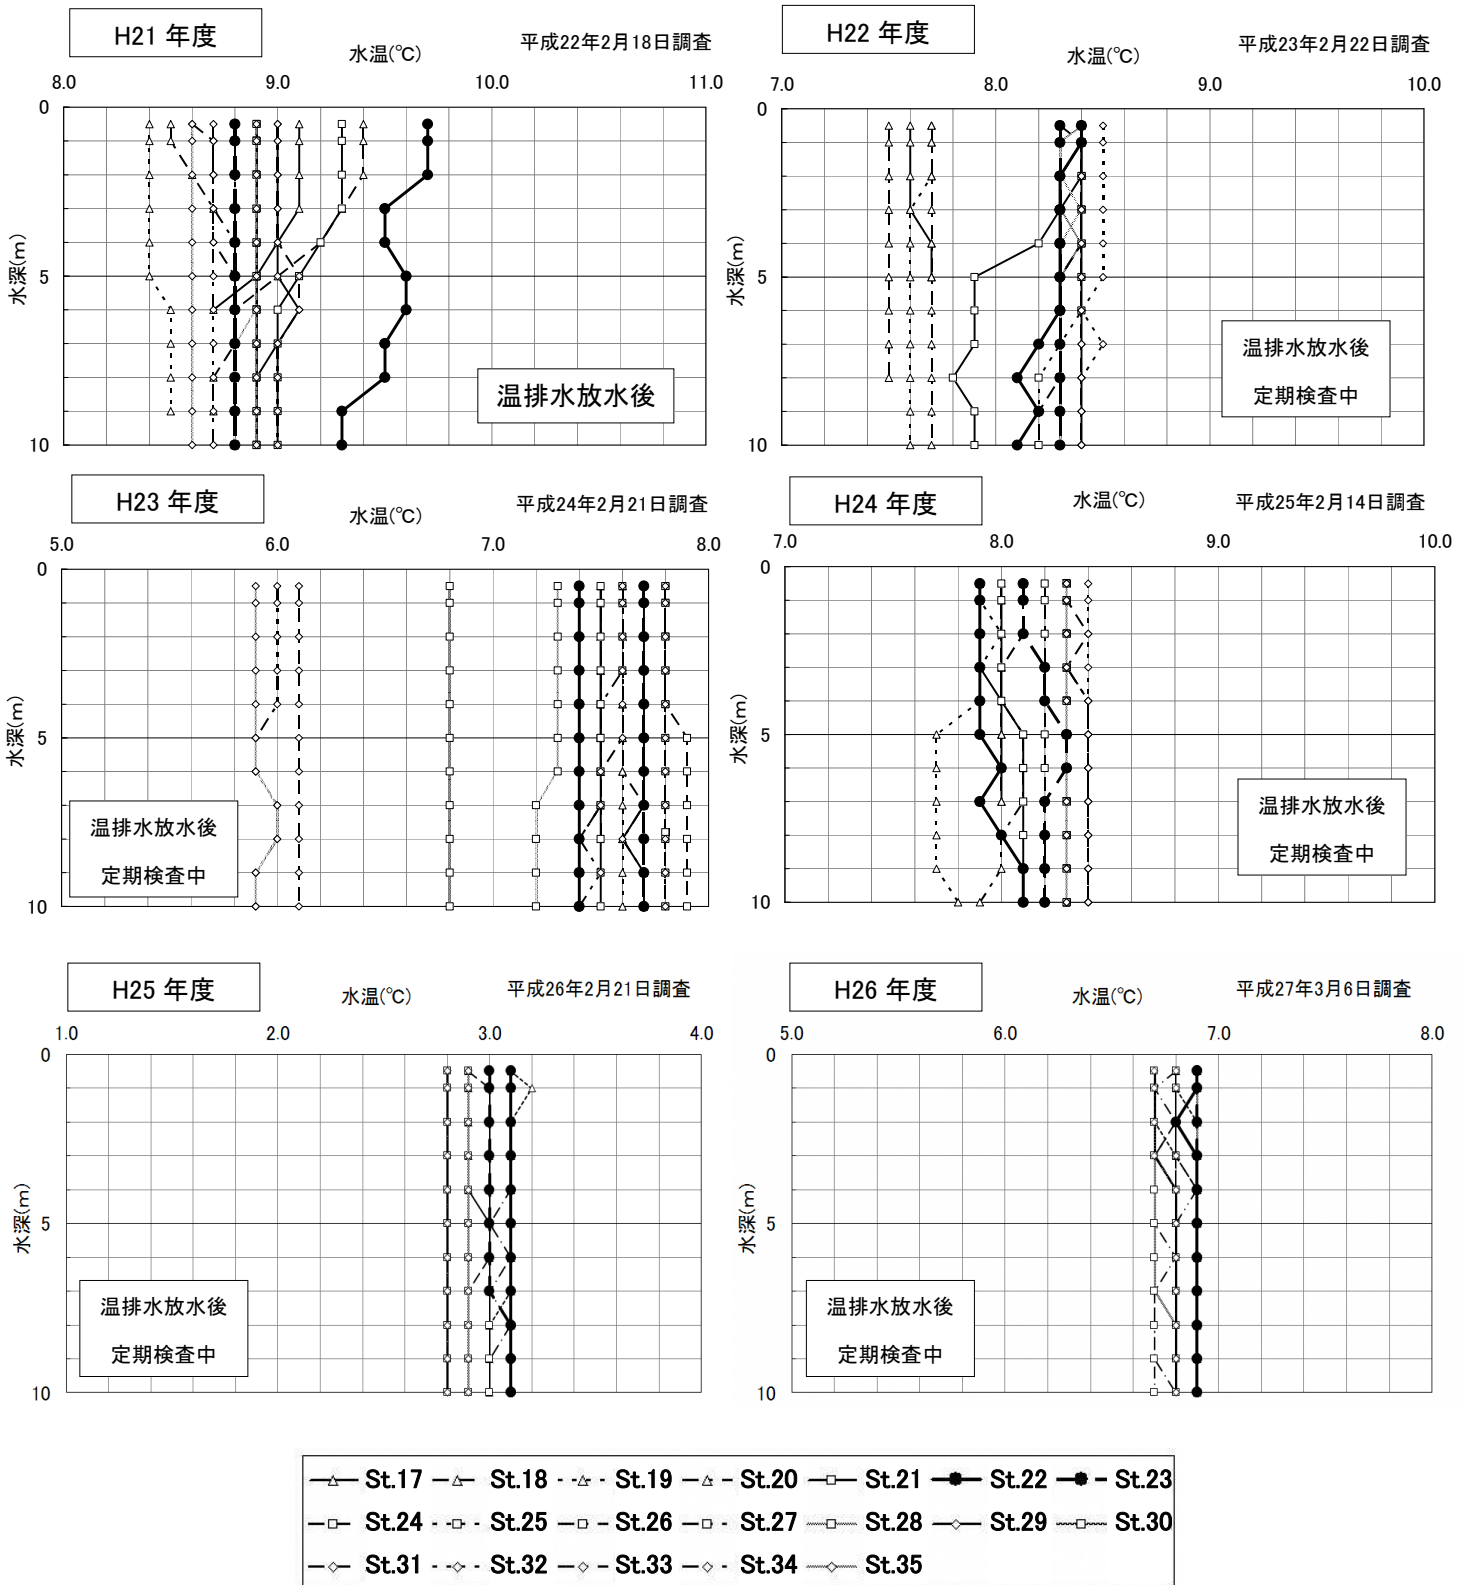 H21 年度
水温(℃)
平成22年2月18日調査
8.0 9.0 10.0 11.0
0
5
10
水深(m)
温排水放水後
H22 年度
水温(℃)
平成23年2月22日調査
7.0 8.0 9.0 10.0
0
5
10
水深(m)
温排水放水後
定期検査中
H23 年度
水温(℃)
平成24年2月21日調査
5.0 6.0 7.0 8.0
0
5
10
水深(m)
温排水放水後
定期検査中
H24 年度
水温(℃)
平成25年2月14日調査
7.0 8.0 9.0 10.0
0
5
10
水深(m)
温排水放水後
定期検査中
H25 年度
水温(℃)
平成26年2月21日調査
1.0 2.0 3.0 4.0
0
5
10
水深(m)
温排水放水後
定期検査中
H26 年度
水温(℃)
平成27年3月6日調査
5.0 6.0 7.0 8.0
0
5
10
水深(m)
温排水放水後
定期検査中
St.17 St.18 St.19 St.20 St.21 St.22 St.23
St.24 St.25 St.26 St.27 St.28 St.29 St.30
St.31 St.32 St.33 St.34 St.35